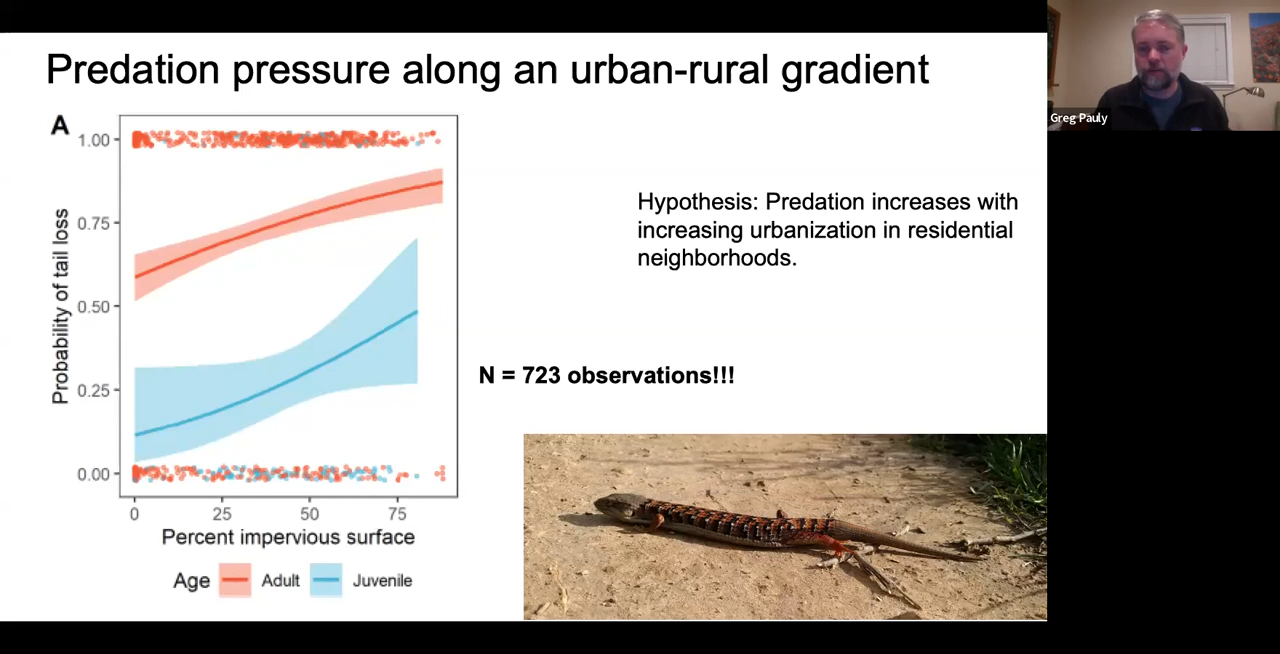 Predation pressure along an urban-rural gradient
Greg Pauly
A
1.00
0.75
0.50
0.25
0.00
Probability of tail loss
0 25 50 75
Percent impervious surface
Age Adult Juvenile
Hypothesis: Predation increases with
increasing urbanization in residential
neighborhoods.
N = 723 observations!!!